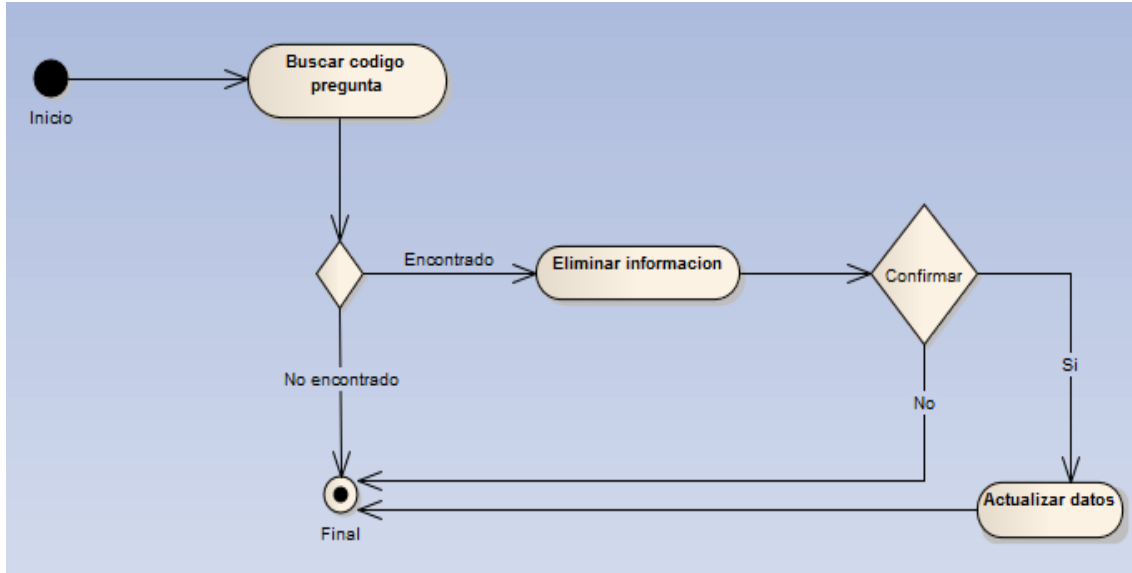 Buscar codigo
pregunta
Inicio
Encontrado
Eliminar informacion
Confirmar
Si
No encontrado
No
Actualizar datos
Final